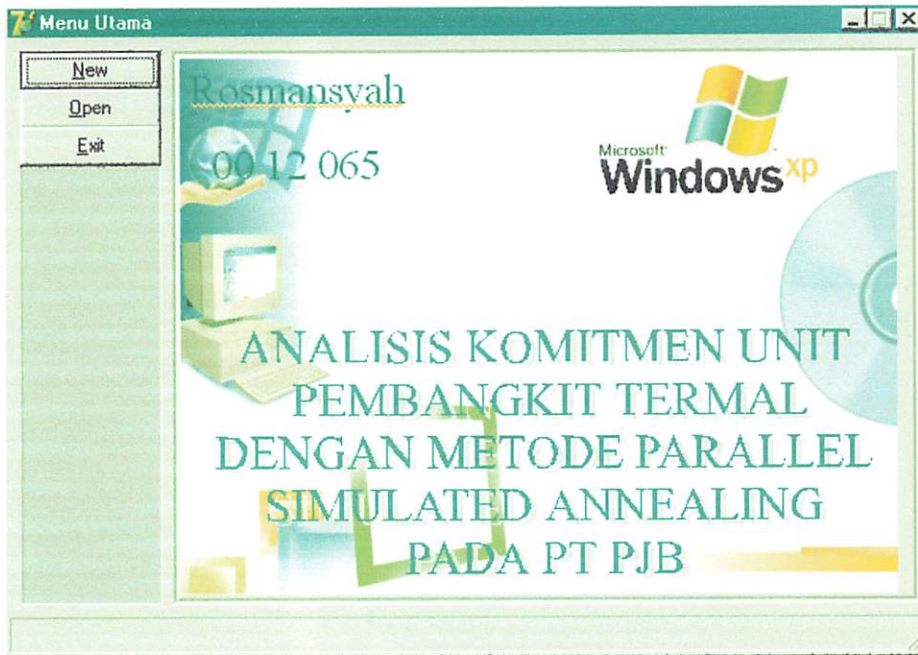 Menu Utama
New
Open
Exit
Rosmansyah
00 12 065
Microsoft
Windows xp
ANALISIS KOMITMEN UNIT
PEMBANGKIT TERMAL
DENGAN METODE PARALLEL
SIMULATED ANNEALING
PADA PT PJB